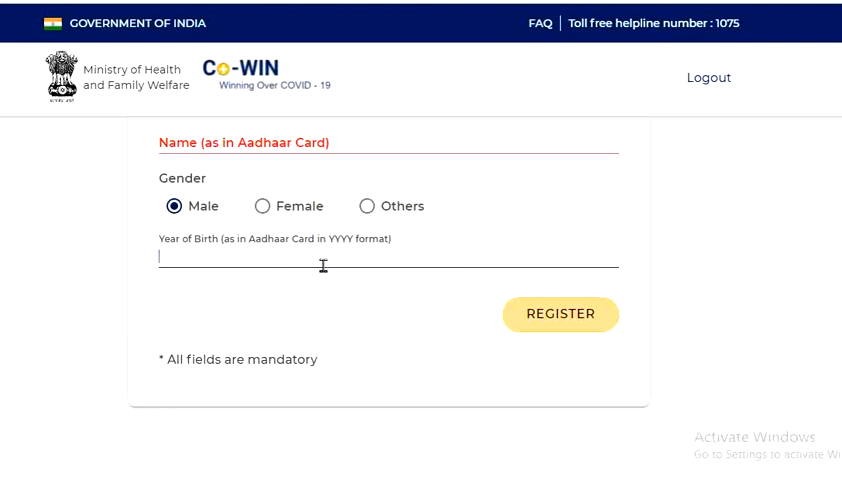 GOVERNMENT OF INDIA
FAQ
Toll free helpline number : 1075
Ministry of Health
and Family Welfare
Co-WIN
Winning Over COVID - 19
Logout
Name (as in Aadhaar Card)
Gender
Male
Female
Others
Year of Birth (as in Aadhaar Card in YYYY format)
REGISTER
* All fields are mandatory
Activate Windows
Go to Settings to activate Wi